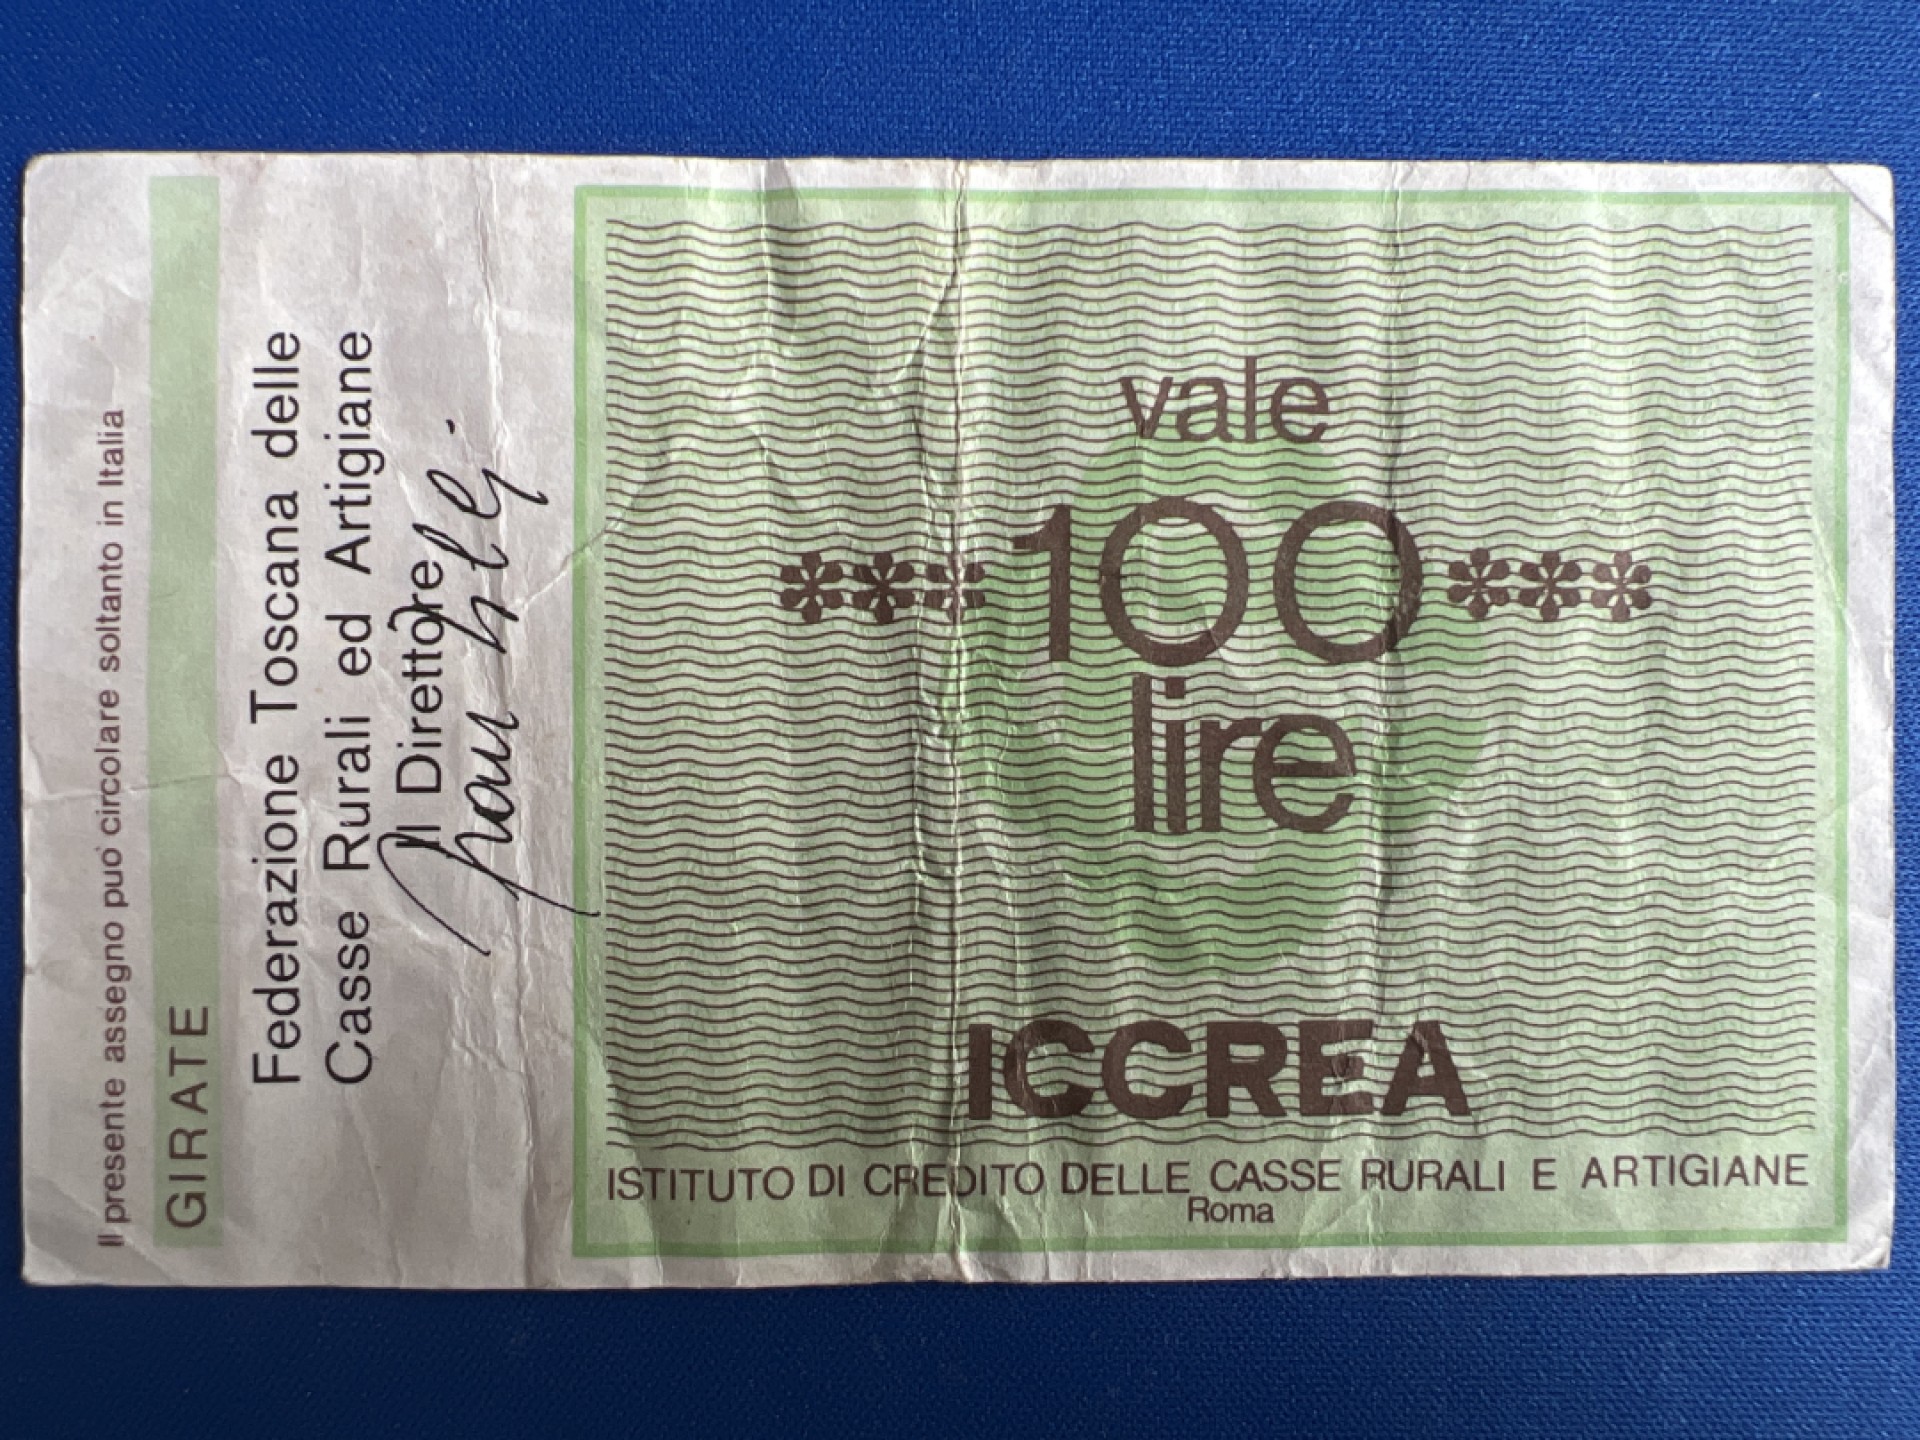 Il presente assegno può circolare soltanto in Italia
GIRATE
Federazione Toscana delle
Casse Rurali ed Artigiane
Il Direttore
vale
***100***
lire
ICCREA
ISTITUTO DI CREDITO DELLE CASSE RURALI E ARTIGIANE
Roma